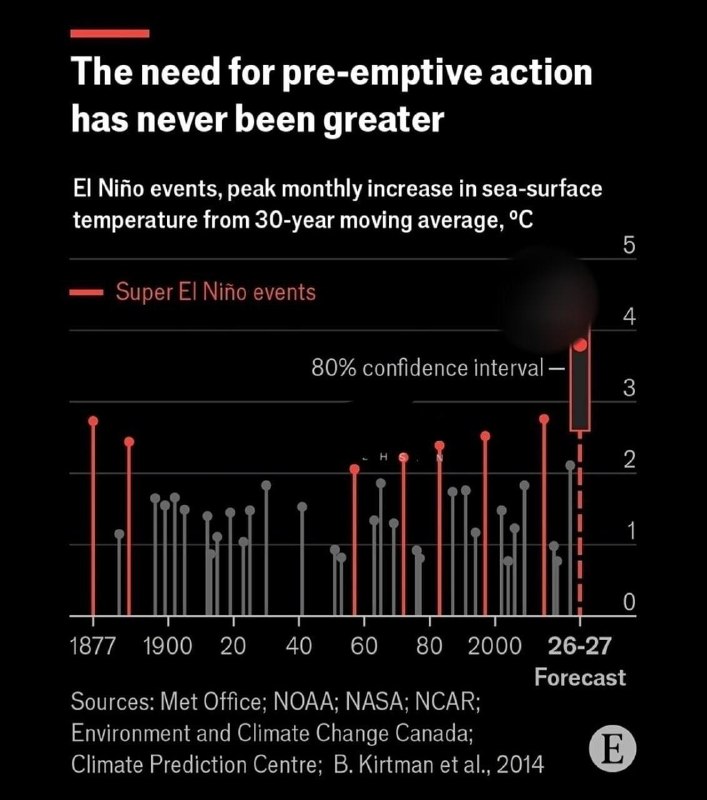 The need for pre-emptive action
has never been greater
El Niño events, peak monthly increase in sea-surface
temperature from 30-year moving average, ºC
5
Super El Niño events
4
80% confidence interval
3
2
1
0
1877 1900 20 40 60 80 2000 26-27
Forecast
Sources: Met Office; NOAA; NASA; NCAR;
Environment and Climate Change Canada;
Climate Prediction Centre; B. Kirtman et al., 2014
E